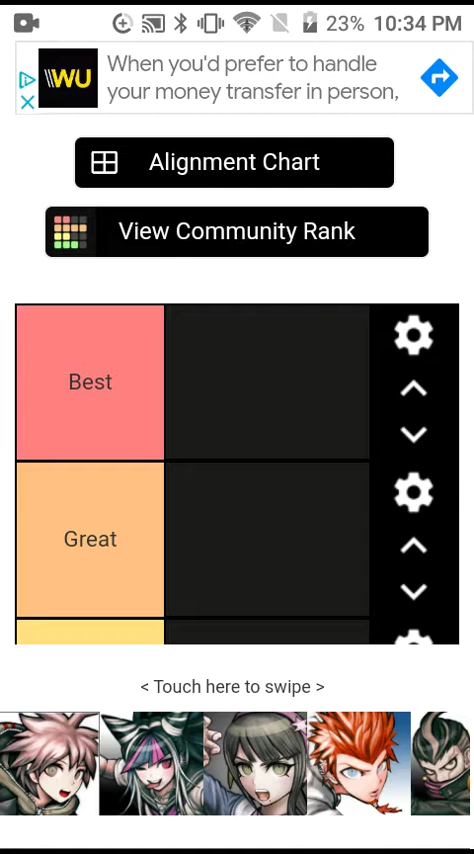 23% 10:34 PM
WU
When you'd prefer to handle
your money transfer in person,
Alignment Chart
View Community Rank
Best
Great
< Touch here to swipe >